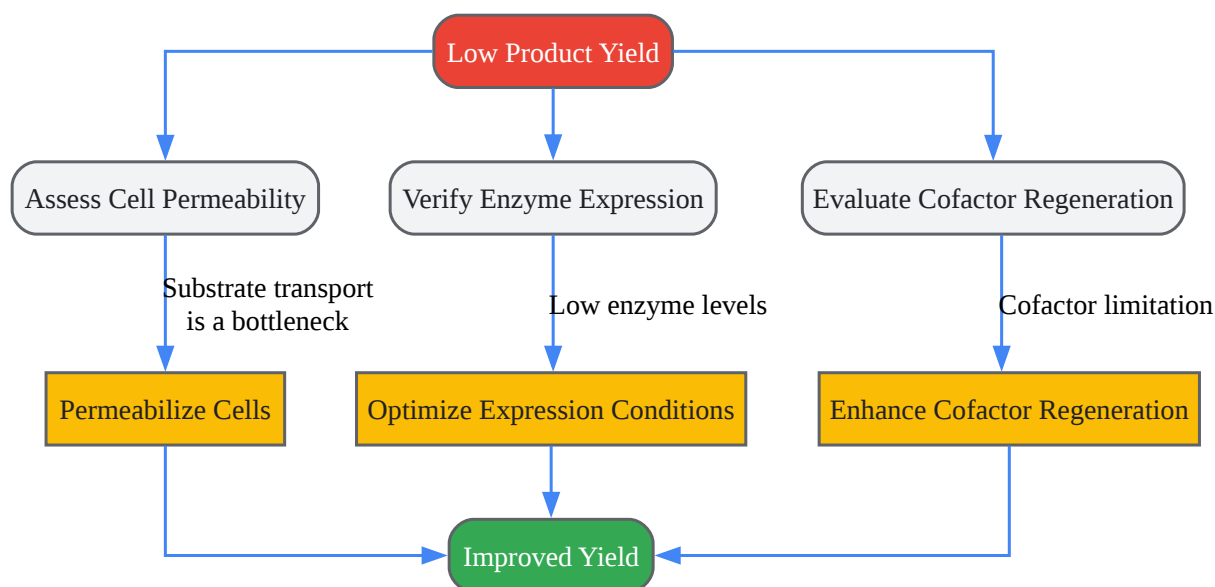 Low Product Yield
Assess Cell Permeability
Verify Enzyme Expression
Evaluate Cofactor Regeneration
Substrate transport
is a bottleneck
Low enzyme levels
Cofactor limitation
Permeabilize Cells
Optimize Expression Conditions
Enhance Cofactor Regeneration
Improved Yield